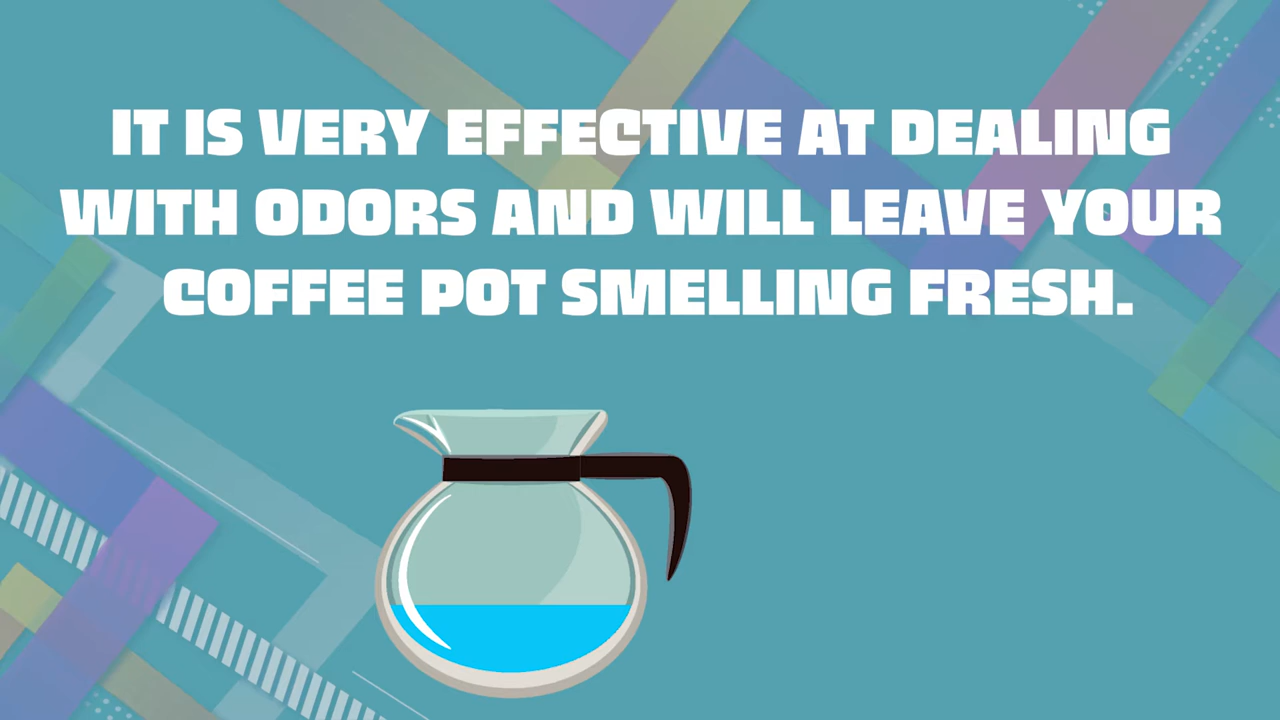 IT IS VERY EFFECTIVE AT DEALING
WITH ODORS AND WILL LEAVE YOUR
COFFEE POT SMELLING FRESH.